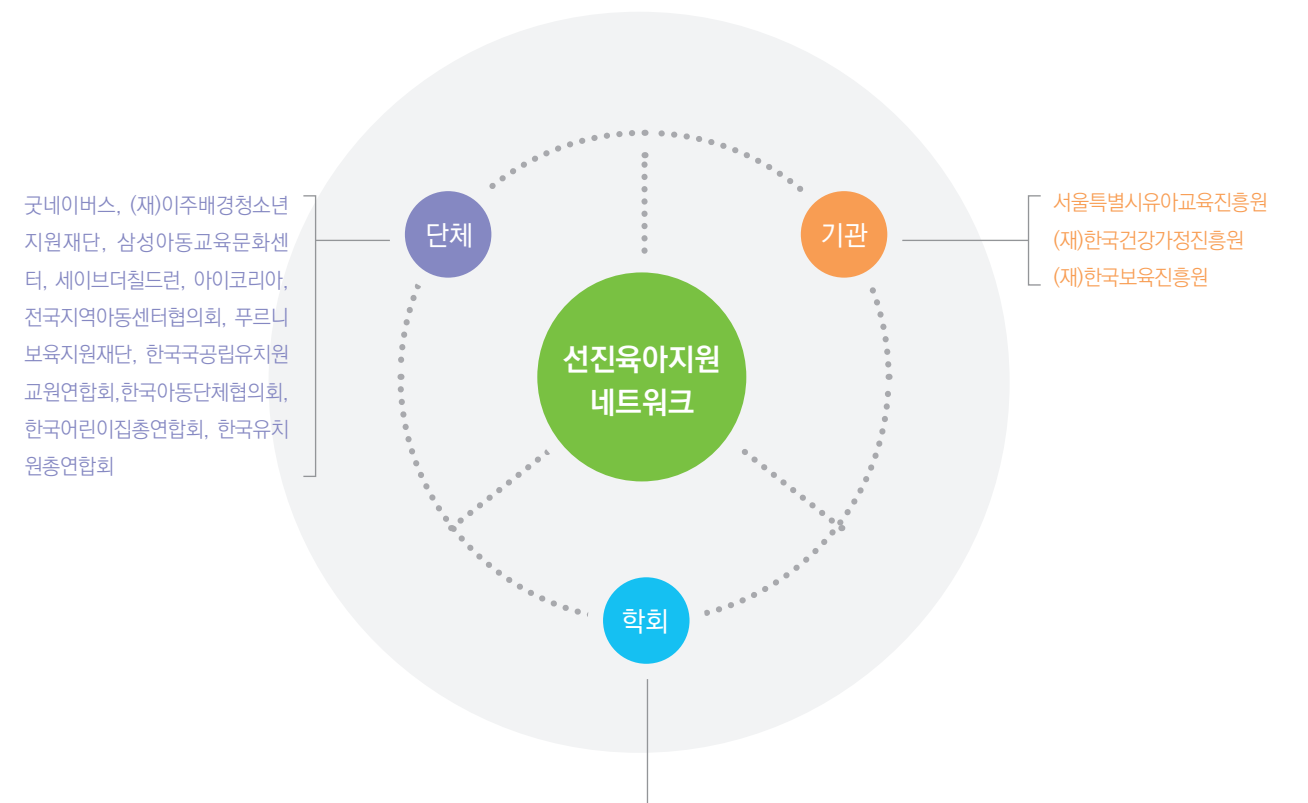 굿네이버스, (재)이주배경청소년
지원재단, 삼성아동교육문화센
터, 세이브더칠드런, 아이코리아,
전국지역아동센터협의회, 푸르니
보육지원재단, 한국국공립유치원
교원연합회,한국아동단체협의회,
한국어린이집총연합회, 한국유치
원총연합회
단체
기관
서울특별시유아교육진흥원
(재)한국건강가정진흥원
(재)한국보육진흥원
선진육아지원
네트워크
학회